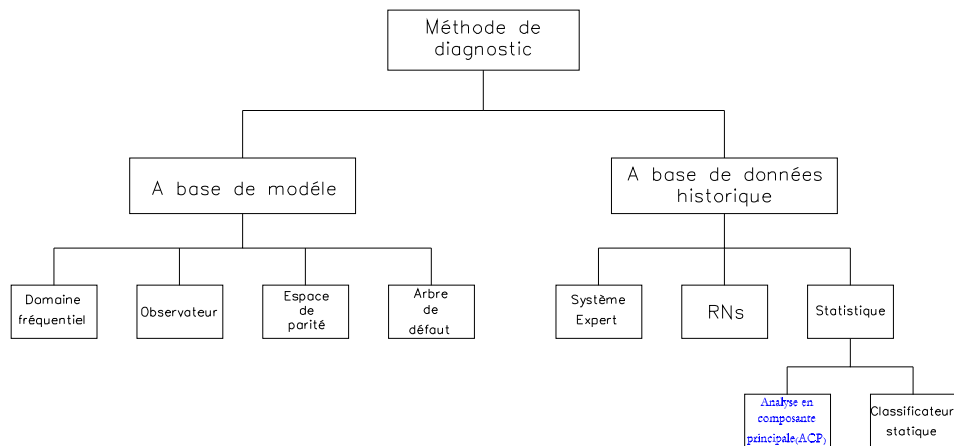 Méthode de
diagnostic
A base de modéle
A base de données
historique
Domaine
fréquentiel
Observateur
Espace
de
parité
Arbre
de
défaut
Système
Expert
RNs
Statistique
Analyse en
composante
principale(ACP)
Classificateur
statique